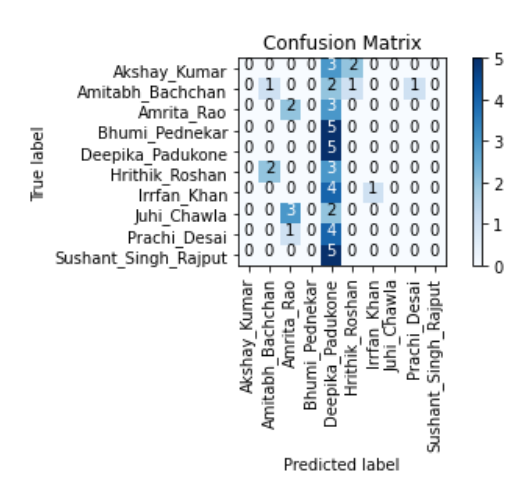 Confusion Matrix
True label
Akshay_Kumar 0 0 0 0 3 2 0 0 0 0
Amitabh_Bachchan 0 1 0 0 2 1 0 0 1 0
Amrita_Rao 0 0 2 0 3 0 0 0 0 0
Bhumi_Pednekar 0 0 0 0 5 0 0 0 0 0
Deepika_Padukone 0 0 0 0 5 0 0 0 0 0
Hrithik_Roshan 0 2 0 0 3 0 0 0 0 0
Irrfan_Khan 0 0 0 0 4 0 1 0 0 0
Juhi_Chawla 0 0 3 0 2 0 0 0 0 0
Prachi_Desai 0 0 1 0 4 0 0 0 0 0
Sushant_Singh_Rajput 0 0 0 0 5 0 0 0 0 0
Akshay_Kumar
Amitabh_Bachchan
Amrita_Rao
Bhumi_Pednekar
Deepika_Padukone
Hrithik_Roshan
Irrfan_Khan
Juhi_Chawla
Prachi_Desai
Sushant_Singh_Rajput
Predicted label
5
4
3
2
1
0